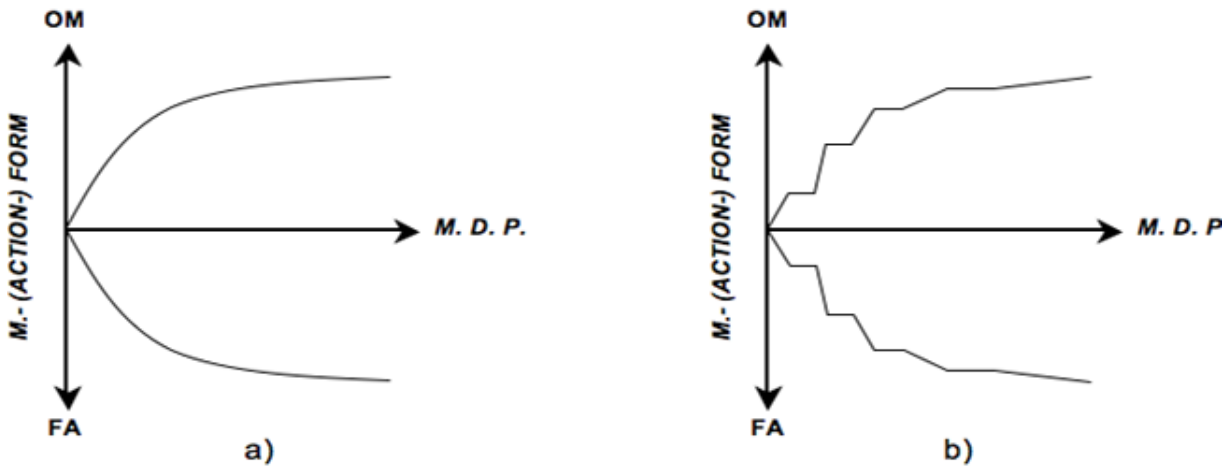 OM
M.- (ACTION-) FORM
M. D. P.
FA
a)
OM
M.- (ACTION-) FORM
M. D. P
FA
b)